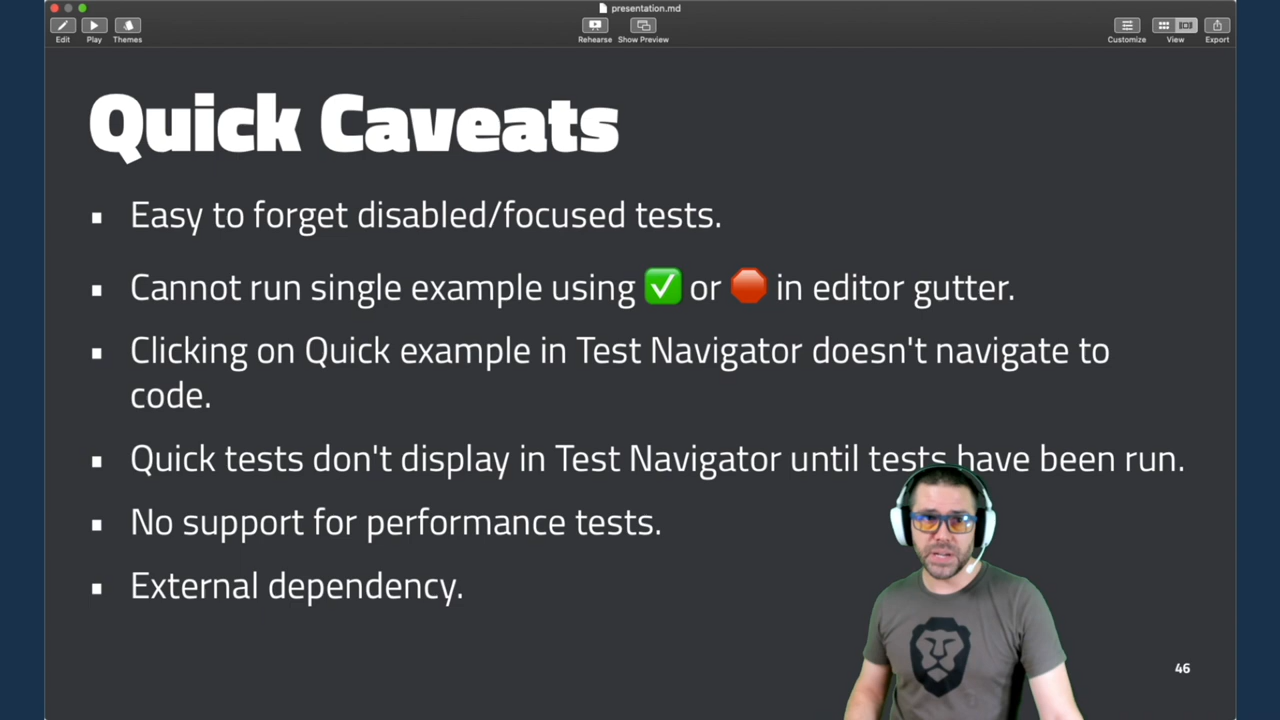 presentation.md
Edit
Play
Themes
Rehearse
Show Preview
Customize
View
Export
Quick Caveats
▪ Easy to forget disabled/focused tests.
▪ Cannot run single example using ✅ or 🛑 in editor gutter.
▪ Clicking on Quick example in Test Navigator doesn't navigate to
code.
▪ Quick tests don't display in Test Navigator until tests have been run.
▪ No support for performance tests.
▪ External dependency.
46